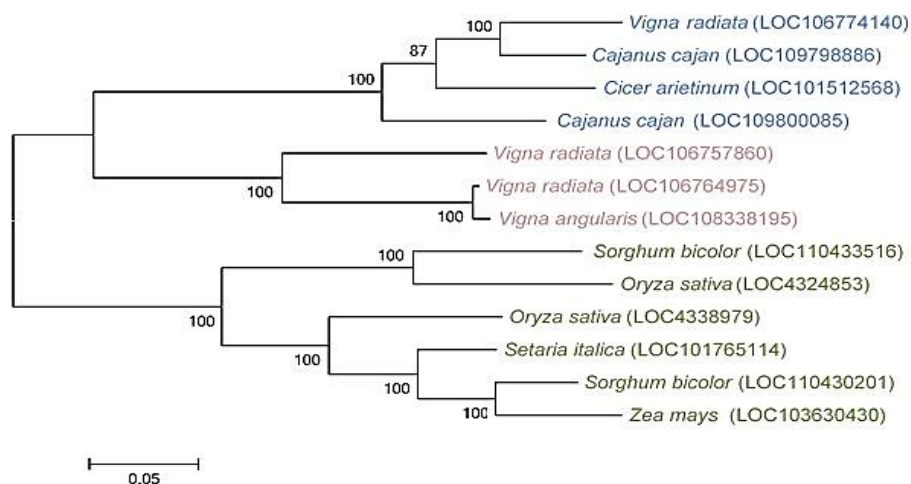 100
Vigna radiata (LOC106774140)
87
Cajanus cajan (LOC109798886)
100
Cicer arietinum (LOC101512568)
Cajanus cajan (LOC109800085)
Vigna radiata (LOC106757860)
100
Vigna radiata (LOC106764975)
100
Vigna angularis (LOC108338195)
100
Sorghum bicolor (LOC110433516)
Oryza sativa (LOC4324853)
100
Oryza sativa (LOC4338979)
100
Setaria italica (LOC101765114)
100
Sorghum bicolor (LOC110430201)
100
Zea mays (LOC103630430)
0.05